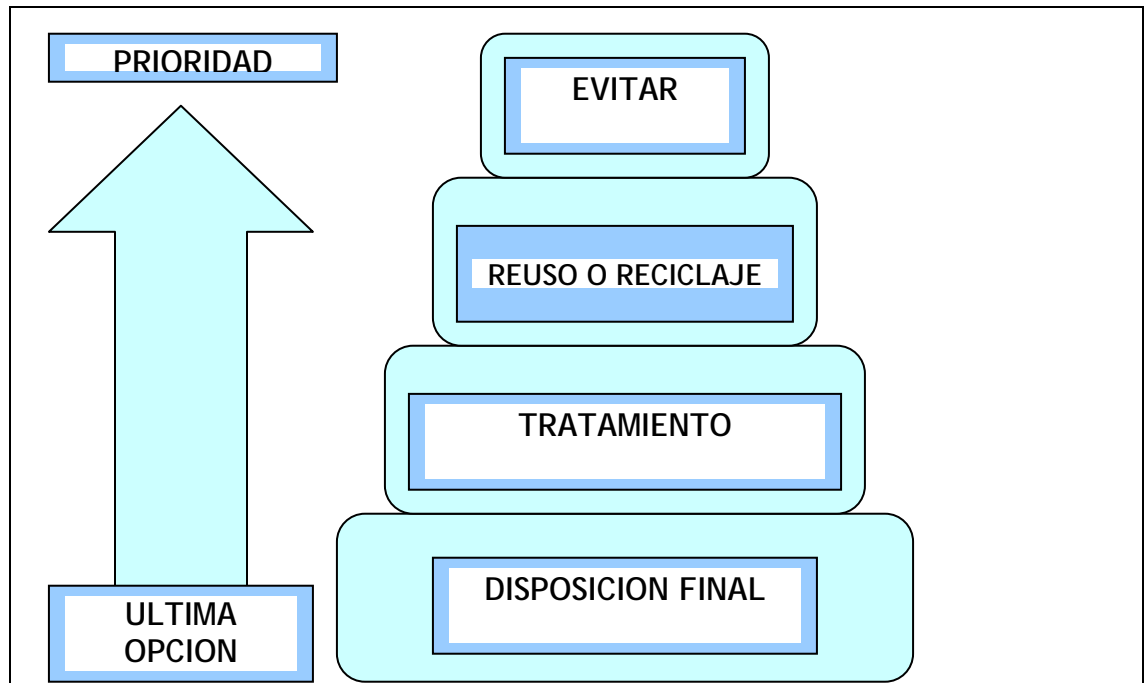 PRIORIDAD
EVITAR
REUSO O RECICLAJE
TRATAMIENTO
DISPOSICION FINAL
ULTIMA
OPCION